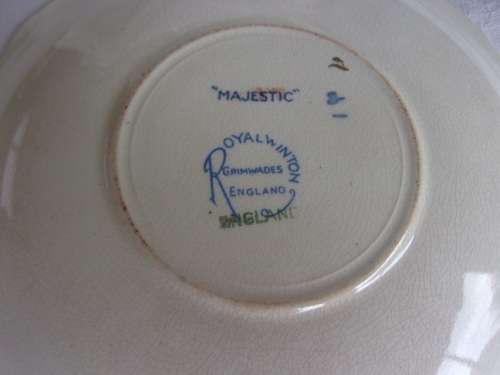 "MAJESTIC"
ROYAL WINTON
GRIMWADES
ENGLAND
ENGLAND